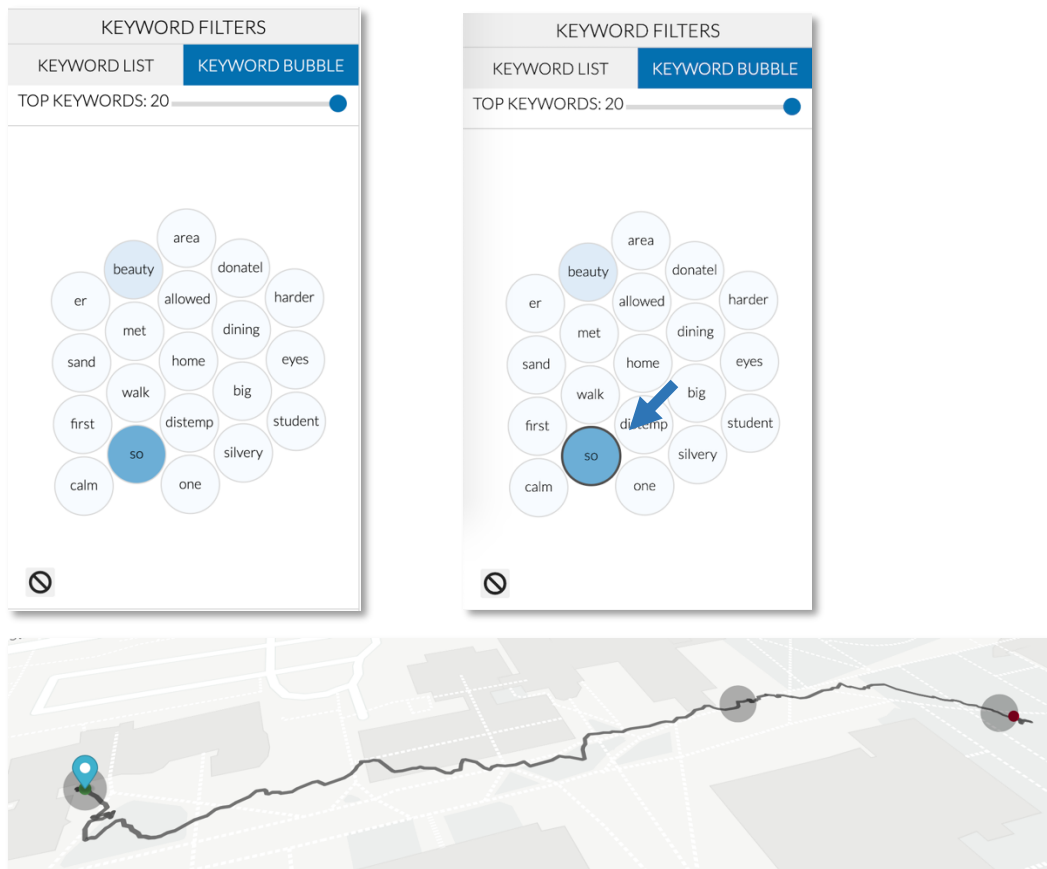 KEYWORD FILTERS
KEYWORD LIST KEYWORD BUBBLE
TOP KEYWORDS: 20
area
beauty
donatel
er
allowed
harder
met
dining
sand
home
eyes
walk
big
first
distemp
student
so
silvery
calm
one
KEYWORD FILTERS
KEYWORD LIST KEYWORD BUBBLE
TOP KEYWORDS: 20
area
beauty
donatel
er
allowed
harder
met
dining
sand
home
eyes
walk
big
first
distemp
student
so
silvery
calm
one